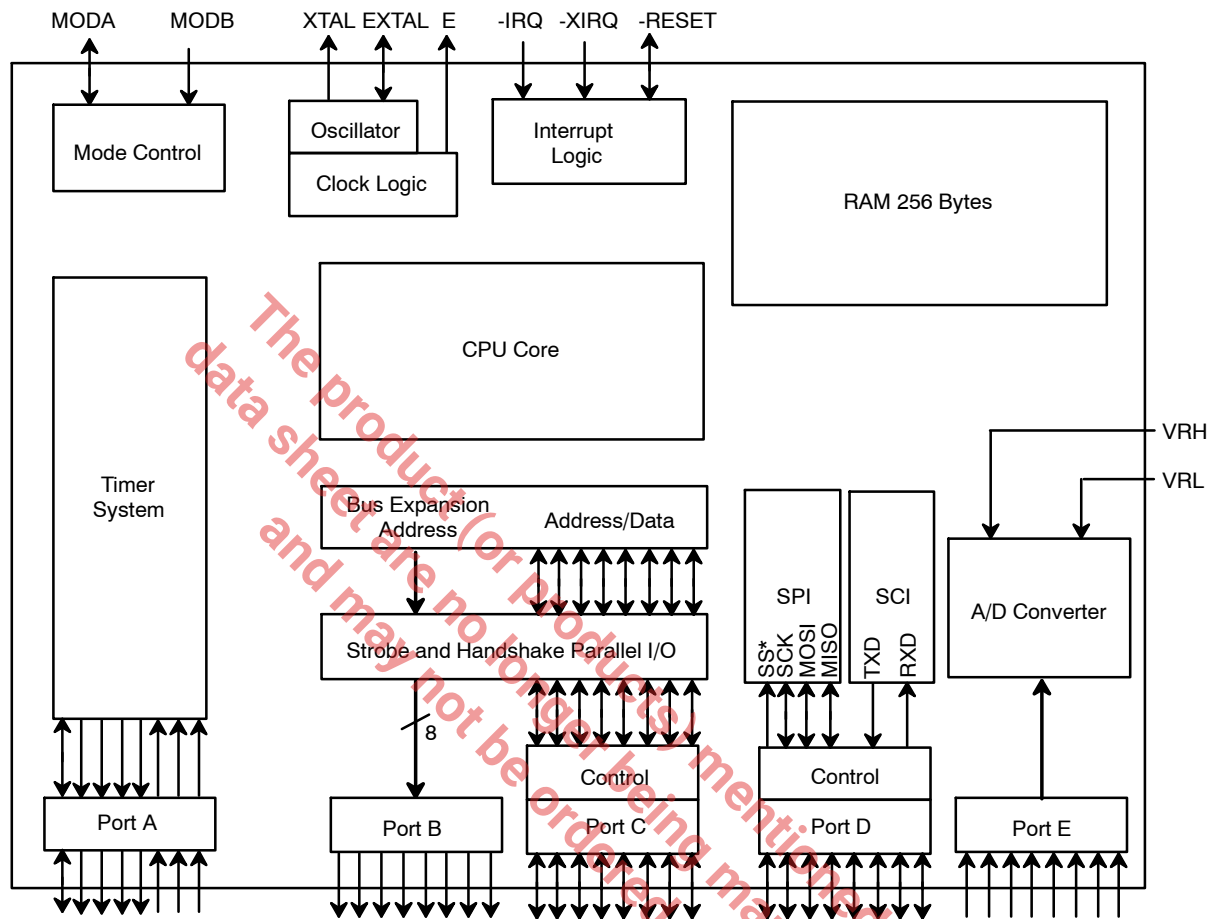 MODA MODB XTAL EXTAL E -IRQ -XIRQ -RESET
Mode Control
Oscillator
Clock Logic
Interrupt
Logic
RAM 256 Bytes
CPU Core
Timer
System
VRH
VRL
Bus Expansion
Address
Address/Data
Strobe and Handshake Parallel I/O
8
SPI
SS*
SCK
MOSI
MISO
SCI
TXD
RXD
A/D Converter
Control
Control
Port A
Port B
Port C
Port D
Port E
The product (or products) mentioned
data sheet are no longer being
and may not be ordered